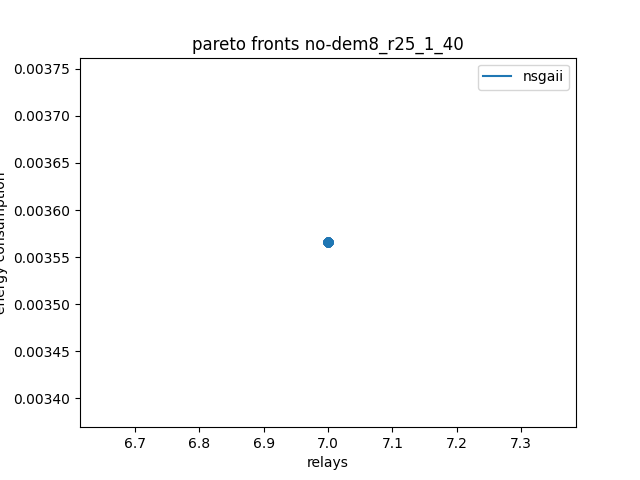 pareto fronts no-dem8_r25_1_40
nsgaii
0.00375
0.00370
0.00365
0.00360
0.00355
0.00350
0.00345
0.00340
energy consumption
6.7 6.8 6.9 7.0 7.1 7.2 7.3
relays